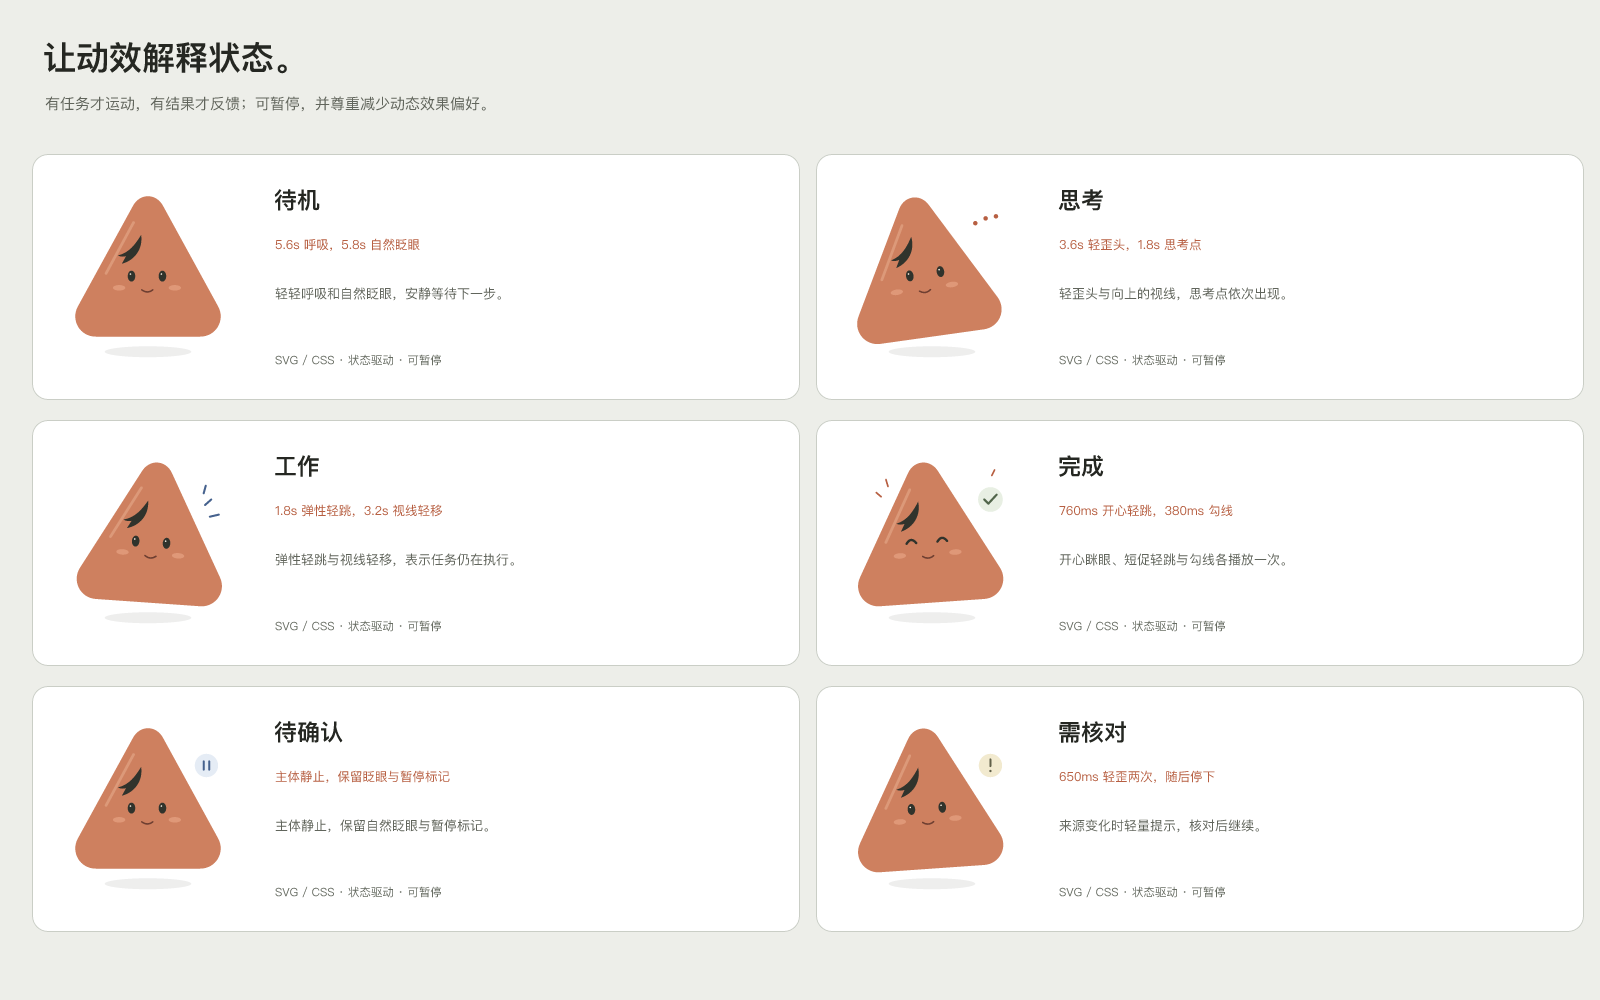 让动效解释状态。
有任务才运动，有结果才反馈；可暂停，并尊重减少动态效果偏好。
待机
5.6s 呼吸，5.8s 自然眨眼
轻轻呼吸和自然眨眼，安静等待下一步。
SVG / CSS · 状态驱动 · 可暂停
思考
3.6s 轻歪头，1.8s 思考点
轻歪头与向上的视线，思考点依次出现。
SVG / CSS · 状态驱动 · 可暂停
工作
1.8s 弹性轻跳，3.2s 视线轻移
弹性轻跳与视线轻移，表示任务仍在执行。
SVG / CSS · 状态驱动 · 可暂停
完成
760ms 开心轻跳，380ms 勾线
开心眯眼、短促轻跳与勾线各播放一次。
SVG / CSS · 状态驱动 · 可暂停
待确认
主体静止，保留眨眼与暂停标记
主体静止，保留自然眨眼与暂停标记。
SVG / CSS · 状态驱动 · 可暂停
需核对
650ms 轻歪两次，随后停下
来源变化时轻量提示，核对后继续。
SVG / CSS · 状态驱动 · 可暂停